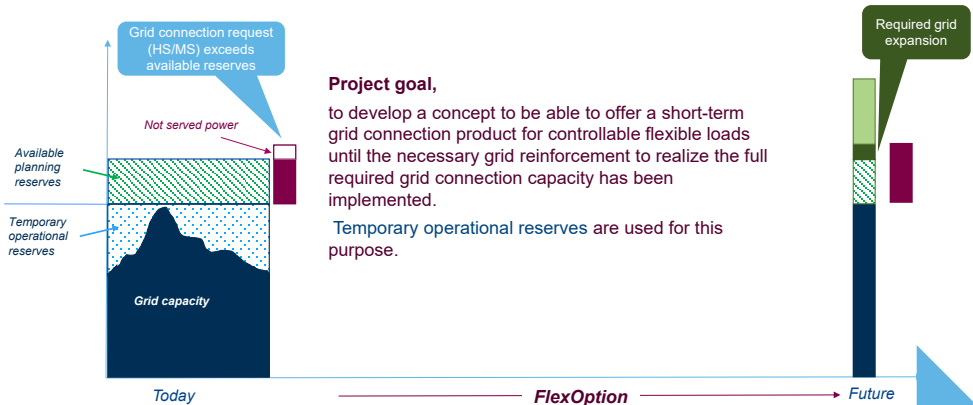 Grid connection request
(HS/MS) exceeds
available reserves
Required grid
expansion
Project goal,
to develop a concept to be able to offer a short-term
grid connection product for controllable flexible loads
until the necessary grid reinforcement to realize the full
required grid connection capacity has been
implemented.
Temporary operational reserves are used for this
purpose.
Not served power
Available
planning
reserves
Temporary
operational
reserves
Grid capacity
Today
FlexOption
Future